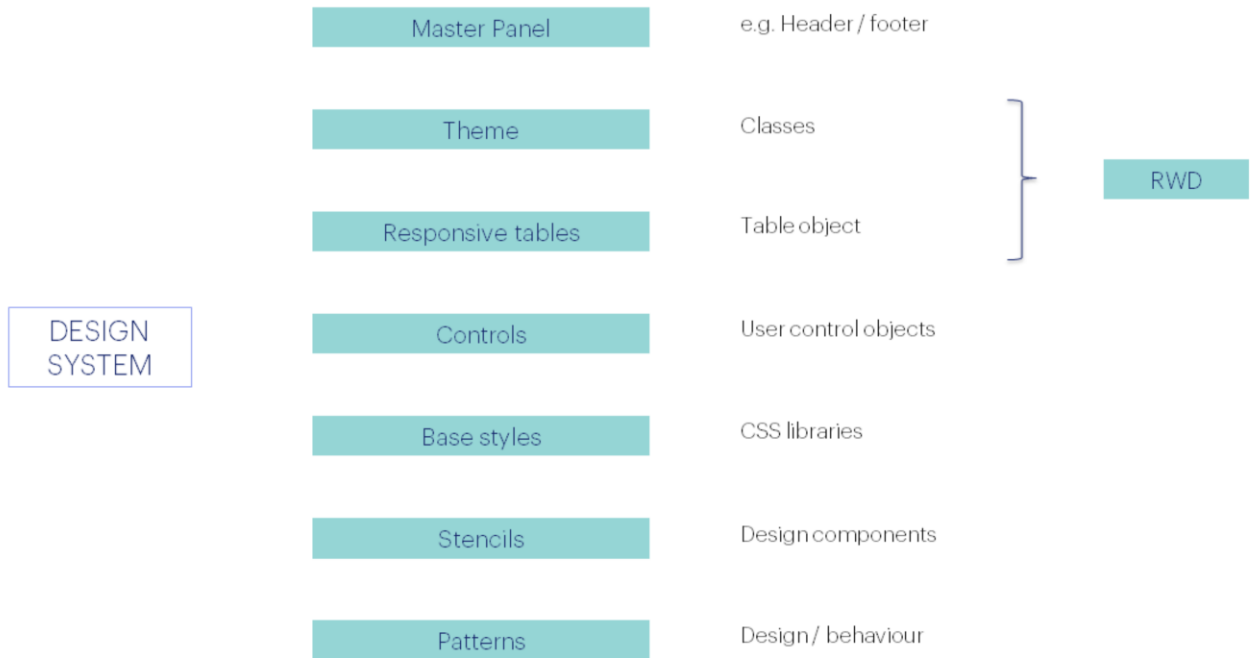 Master Panel
e.g. Header / footer
Theme
Classes
RWD
Responsive tables
Table object
DESIGN
SYSTEM
Controls
User control objects
Base styles
CSS libraries
Stencils
Design components
Patterns
Design / behaviour